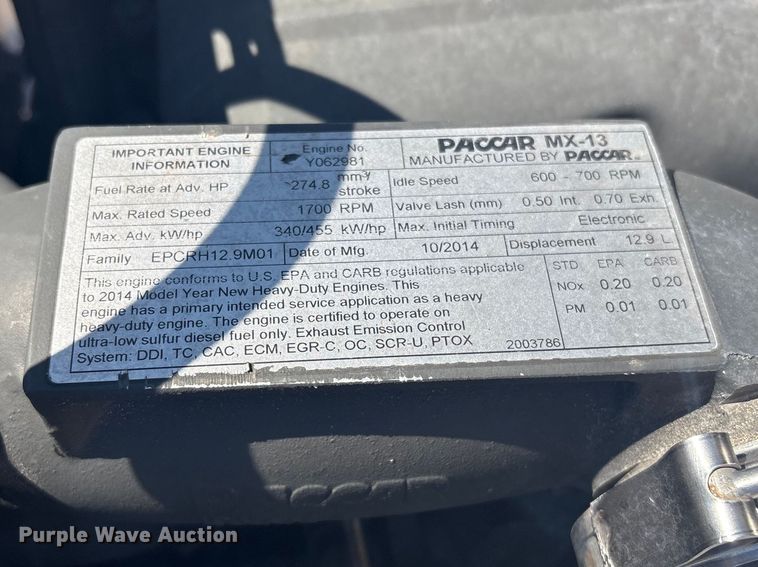 IMPORTANT ENGINE INFORMATION
Engine No. Y062981
PACCAR MX-13
MANUFACTURED BY PACCAR
Fuel Rate at Adv. HP 274.8 mm³/stroke
Idle Speed 600 - 700 RPM
Max. Rated Speed 1700 RPM
Valve Lash (mm) 0.50 Int. 0.70 Exh.
Max. Adv. kW/hp 340/455 kW/hp
Max. Initial Timing Electronic
Family EPCRH12.9M01
Date of Mfg. 10/2014
Displacement 12.9 L
This engine conforms to U.S. EPA and CARB regulations applicable
to 2014 Model Year New Heavy-Duty Engines. This
engine has a primary intended service application as a heavy
heavy-duty engine. The engine is certified to operate on
ultra-low sulfur diesel fuel only. Exhaust Emission Control
System: DDI, TC, CAC, ECM, EGR-C, OC, SCR-U, PTOX
2003786
STD EPA CARB
NOx 0.20 0.20
PM 0.01 0.01
PACCAR
Purple Wave Auction